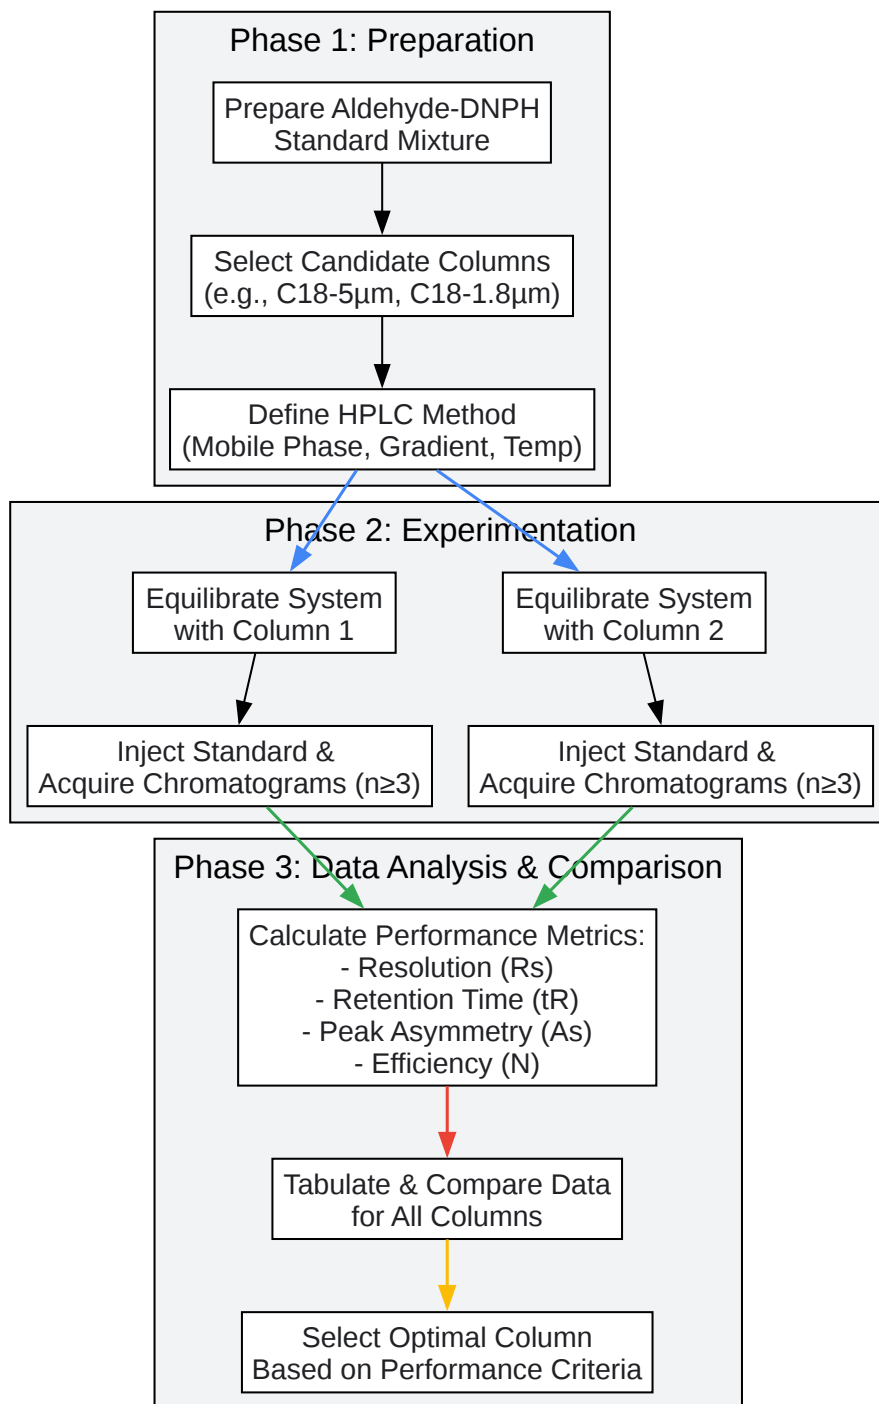 Phase 1: Preparation
Prepare Aldehyde-DNPH
Standard Mixture
Select Candidate Columns
(e.g., C18-5µm, C18-1.8µm)
Define HPLC Method
(Mobile Phase, Gradient, Temp)
Phase 2: Experimentation
Equilibrate System
with Column 1
Equilibrate System
with Column 2
Inject Standard &
Acquire Chromatograms (n≥3)
Inject Standard &
Acquire Chromatograms (n≥3)
Phase 3: Data Analysis & Comparison
Calculate Performance Metrics:
- Resolution (Rs)
- Retention Time (tR)
- Peak Asymmetry (As)
- Efficiency (N)
Tabulate & Compare Data
for All Columns
Select Optimal Column
Based on Performance Criteria